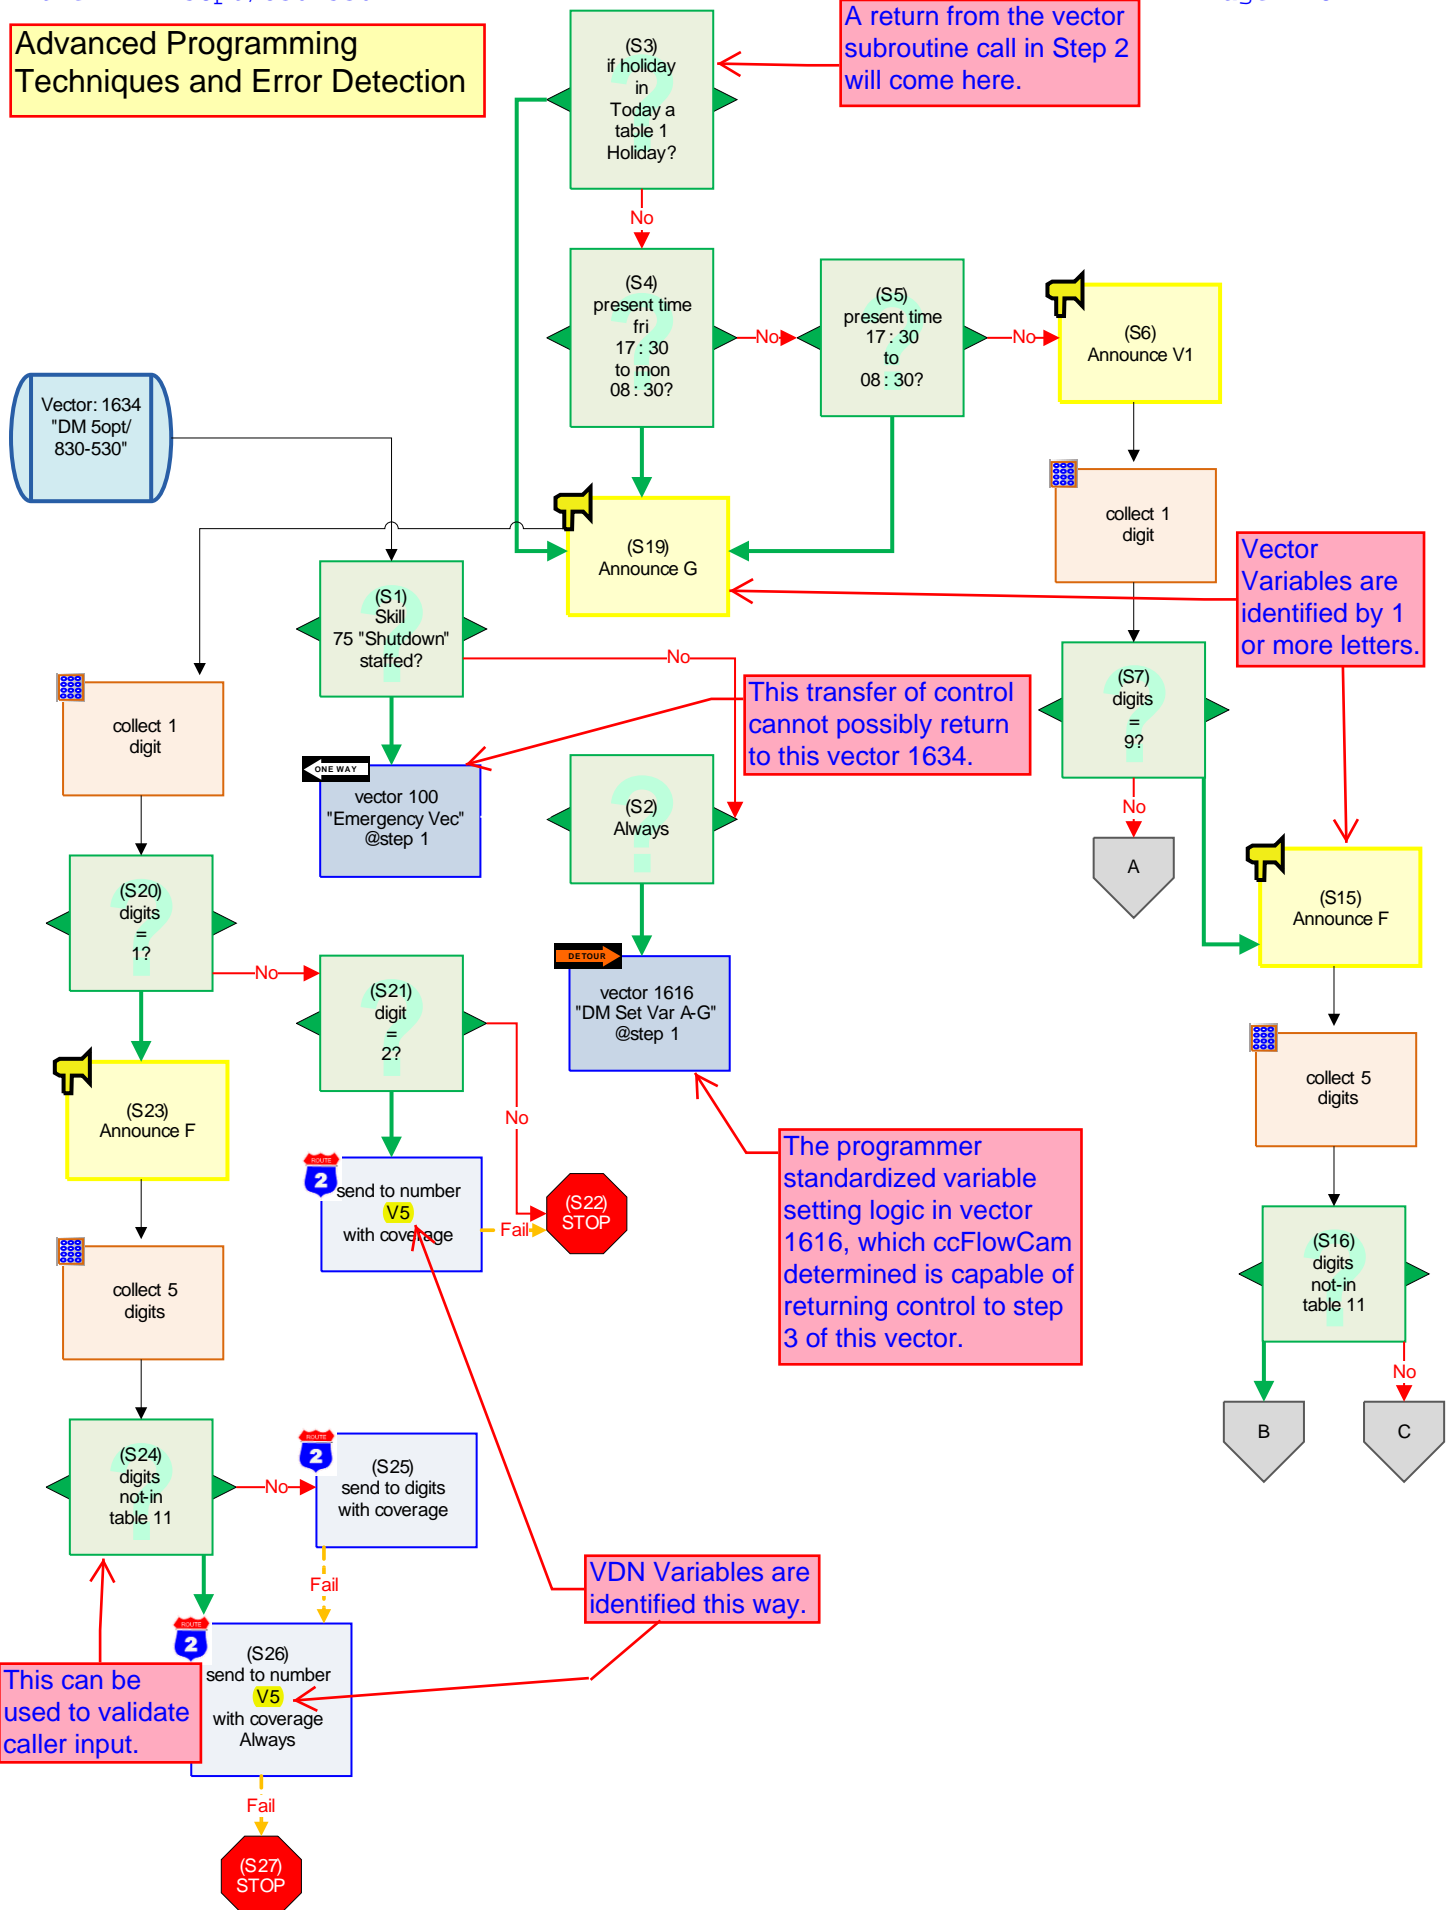 Advanced Programming
Techniques and Error Detection
(S3)
if holiday
in
Today a
table 1
Holiday?
A return from the vector
subroutine call in Step 2
will come here.
No
(S4)
present time
fri
17 : 30
to mon
08 : 30?
No
(S5)
present time
17 : 30
to
08 : 30?
No
(S6)
Announce V1
Vector: 1634
"DM 5opt/
830-530"
collect 1
digit
(S19)
Announce G
Vector
Variables are
identified by 1
or more letters.
(S1)
Skill
75 "Shutdown"
staffed?
No
This transfer of control
cannot possibly return
to this vector 1634.
(S7)
digits
=
9?
No
A
collect 1
digit
ONE WAY
vector 100
"Emergency Vec"
@step 1
(S2)
Always
(S15)
Announce F
(S20)
digits
=
1?
No
(S21)
digit
=
2?
No
DETOUR
vector 1616
"DM Set Var A-G"
@step 1
collect 5
digits
(S23)
Announce F
The programmer
standardized variable
setting logic in vector
1616, which ccFlowCam
determined is capable of
returning control to step
3 of this vector.
ROUTE
2
send to number
V5
with coverage
Fail
(S22)
STOP
(S16)
digits
not-in
table 11
No
B
C
collect 5
digits
(S24)
digits
not-in
table 11
No
ROUTE
2
(S25)
send to digits
with coverage
Fail
VDN Variables are
identified this way.
This can be
used to validate
caller input.
ROUTE
2
(S26)
send to number
V5
with coverage
Always
Fail
(S27)
STOP